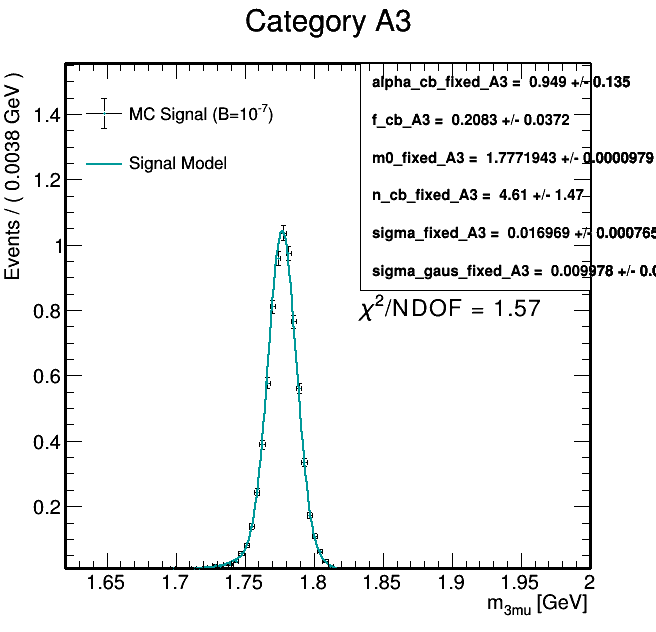 Category A3
Events / ( 0.0038 GeV )
MC Signal (B=10⁻⁷)
Signal Model
alpha_cb_fixed_A3 = 0.949 +/- 0.135
f_cb_A3 = 0.2083 +/- 0.0372
m0_fixed_A3 = 1.7771943 +/- 0.0000979
n_cb_fixed_A3 = 4.61 +/- 1.47
sigma_fixed_A3 = 0.016969 +/- 0.000765
sigma_gaus_fixed_A3 = 0.009978 +/-
χ²/NDOF = 1.57
1.4
1.2
1
0.8
0.6
0.4
0.2
1.65 1.7 1.75 1.8 1.85 1.9 1.95 2
m_3mu [GeV]